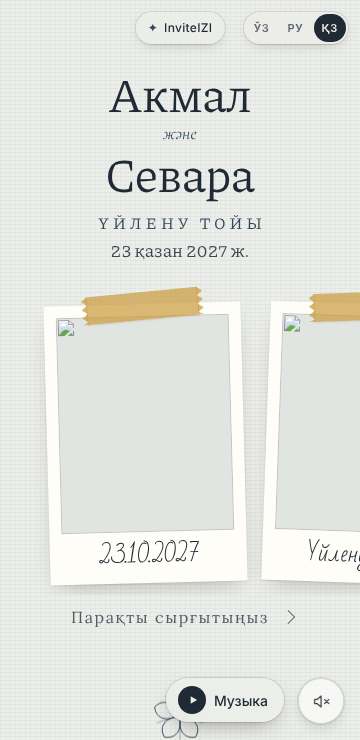 InviteIZI
ЎЗ РУ ҚЗ
Акмал
және
Севара
ҮЙЛЕНУ ТОЙЫ
23 қазан 2027 ж.
23.10.2027
Парақты сырғытыңыз
Музыка